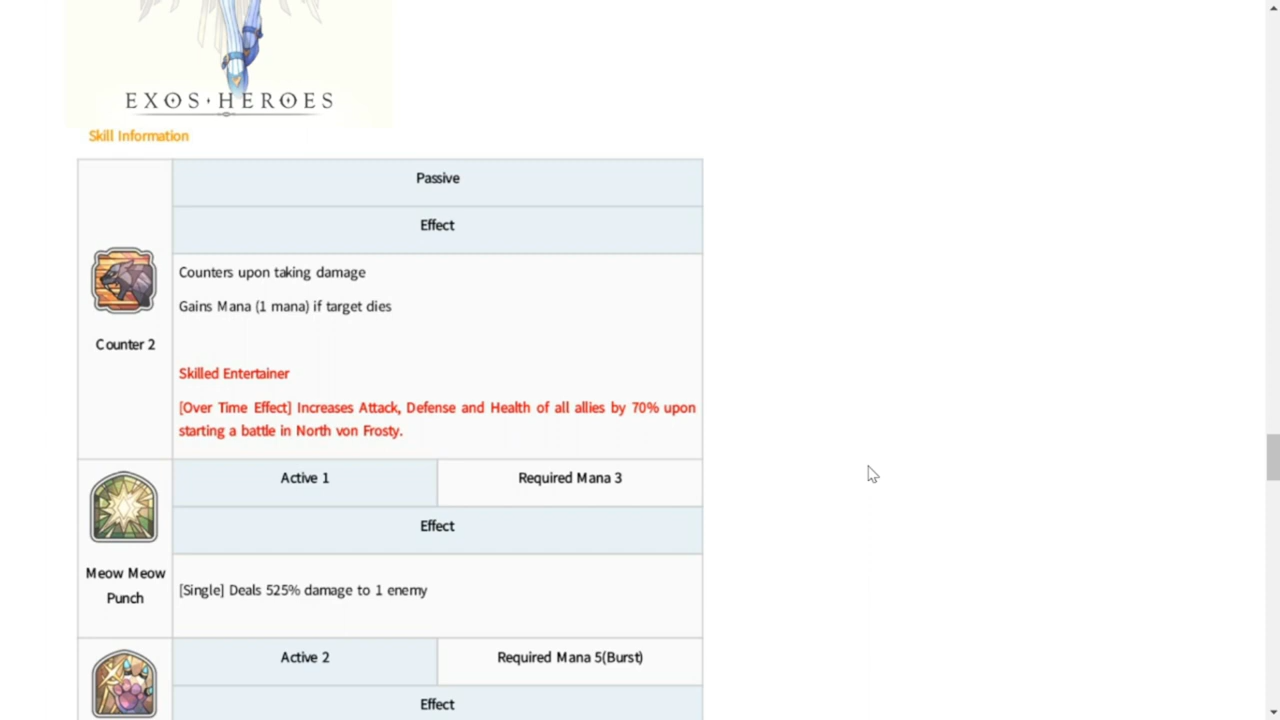 EXOS·HEROES
Skill Information
Passive
Effect
Counters upon taking damage
Gains Mana (1 mana) if target dies
Counter 2
Skilled Entertainer
[Over Time Effect] Increases Attack, Defense and Health of all allies by 70% upon
starting a battle in North von Frosty.
Active 1
Required Mana 3
Effect
Meow Meow
Punch
[Single] Deals 525% damage to 1 enemy
Active 2
Required Mana 5(Burst)
Effect